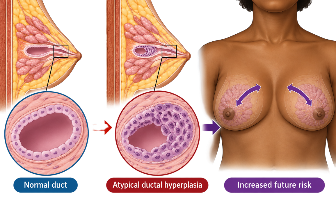 Normal duct
Atypical ductal hyperplasia
Increased future risk